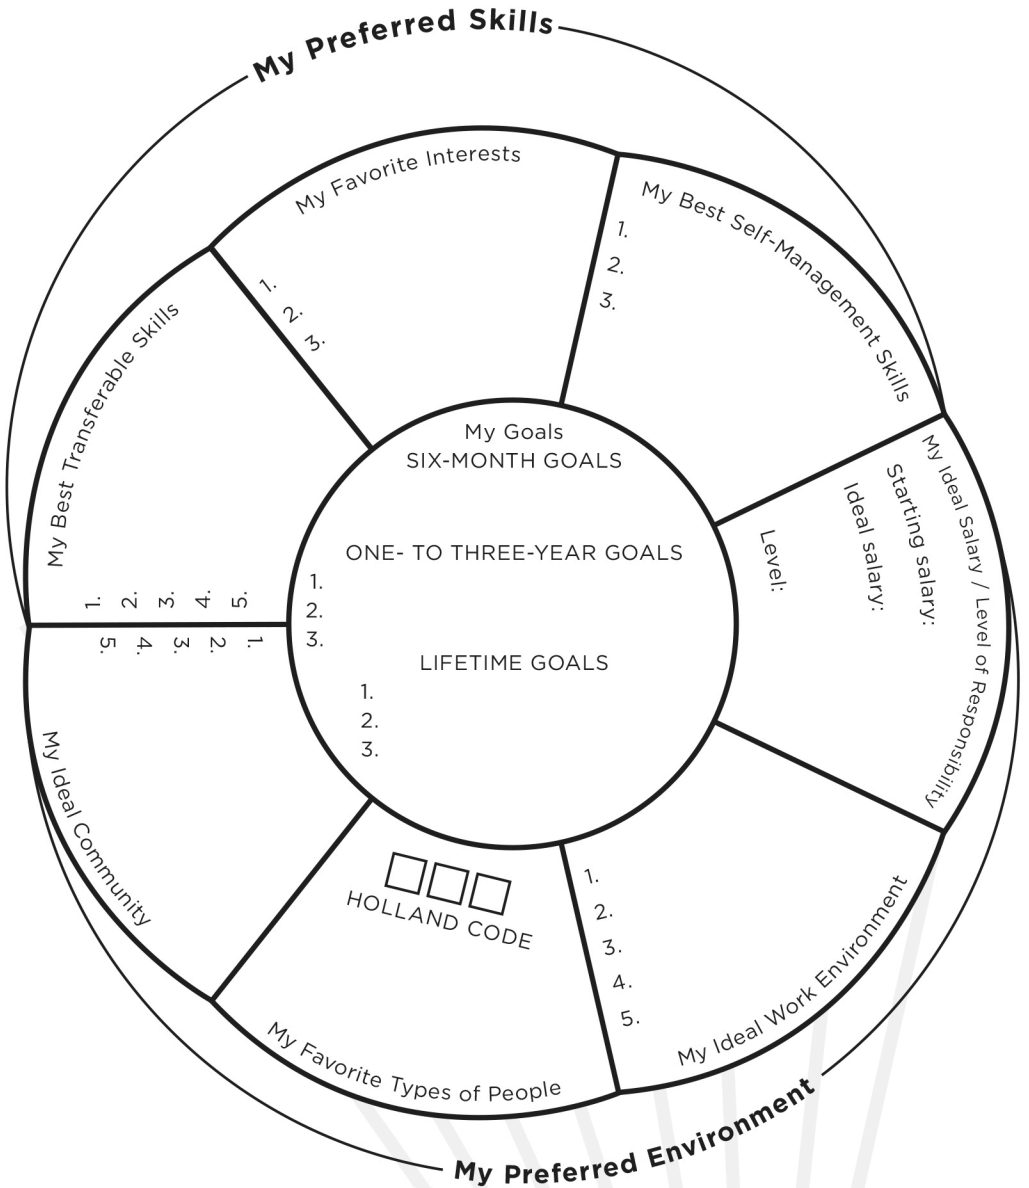 My Preferred Skills
My Favorite Interests
1.
2.
3.
My Best Self-Management Skills
1.
2.
3.
My Best Transferable Skills
1.
2.
3.
4.
5.
My Goals
SIX-MONTH GOALS
ONE- TO THREE-YEAR GOALS
1.
2.
3.
LIFETIME GOALS
1.
2.
3.
My Ideal Salary / Level of Responsibility
Starting salary:
Ideal salary:
Level:
My Ideal Community
1.
2.
3.
4.
5.
HOLLAND CODE
My Favorite Types of People
My Ideal Work Environment
1.
2.
3.
4.
5.
My Preferred Environment